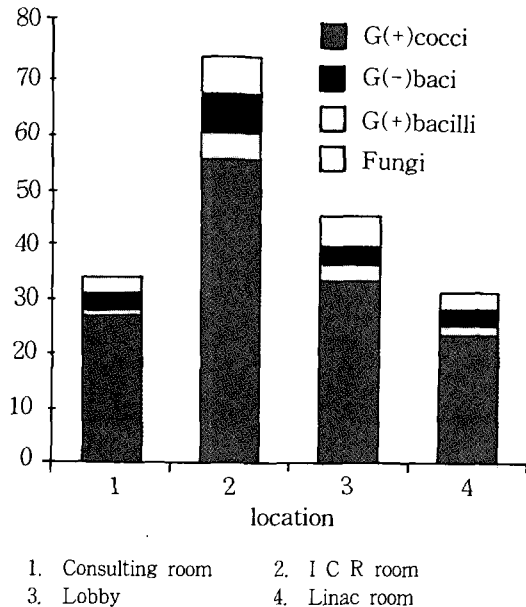 80
70
60
50
40
30
20
10
0
G(+)cocci
G(-)baci
G(+)bacilli
Fungi
1 2 3 4
location
1. Consulting room 2. I C R room
3. Lobby 4. Linac room